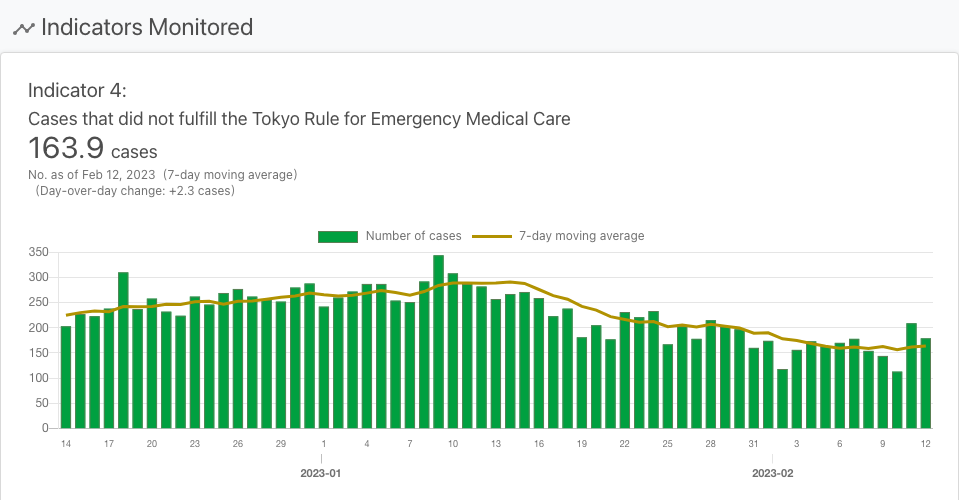 Indicators Monitored
Indicator 4:
Cases that did not fulfill the Tokyo Rule for Emergency Medical Care
163.9 cases
No. as of Feb 12, 2023 (7-day moving average)
(Day-over-day change: +2.3 cases)
Number of cases 7-day moving average
350
300
250
200
150
100
50
0
14 17 20 23 26 29 1 4 7 10 13 16 19 22 25 28 31 3 6 9 12
2023-01 2023-02